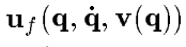 u_f(q, q̇, v(q))